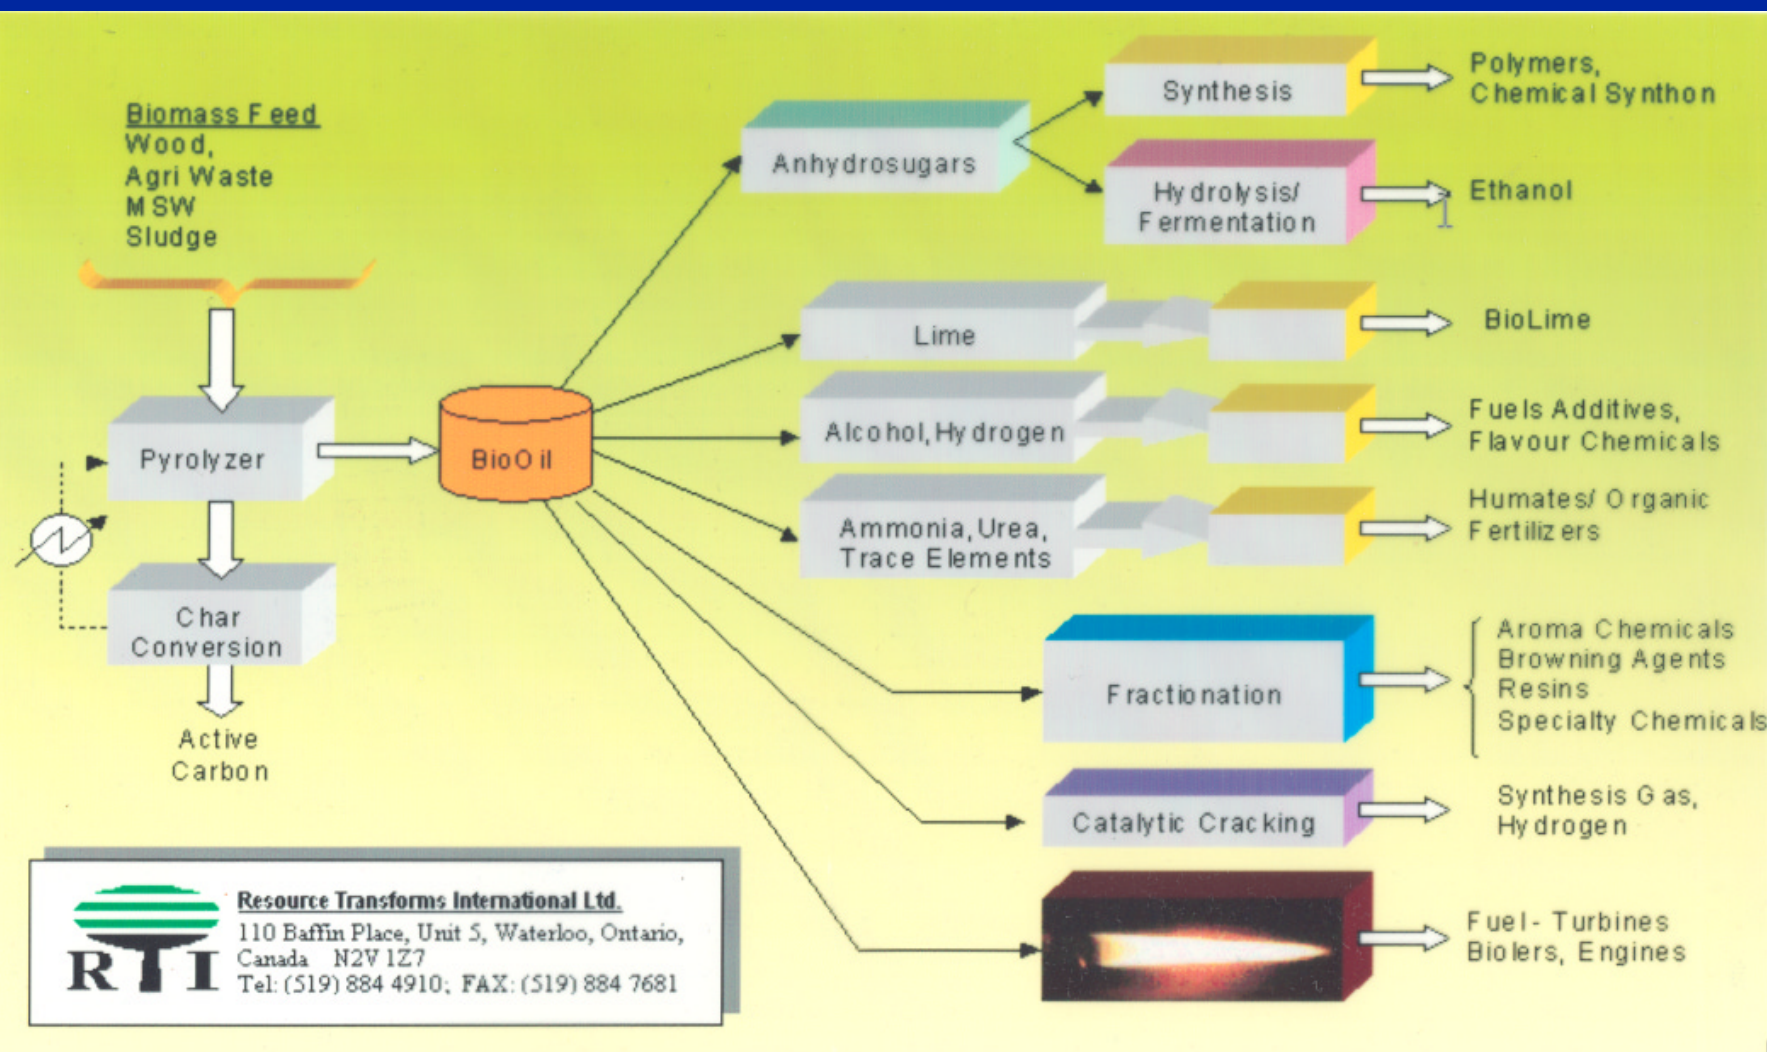 Biomass Feed
Wood,
Agri Waste
MSW
Sludge
Pyrolyzer
Char
Conversion
Active
Carbon
BioOil
Anhydrosugars
Synthesis
Polymers,
Chemical Synthon
Hydrolysis/
Fermentation
Ethanol
Lime
BioLime
Alcohol, Hydrogen
Fuels Additives,
Flavour Chemicals
Ammonia, Urea,
Trace Elements
Humates/ Organic
Fertilizers
Fractionation
Aroma Chemicals
Browning Agents
Resins
Specialty Chemicals
Catalytic Cracking
Synthesis Gas,
Hydrogen
Fuel - Turbines
Biolers, Engines
RTI
Resource Transforms International Ltd.
110 Baffin Place, Unit 5, Waterloo, Ontario,
Canada N2V 1Z7
Tel: (519) 884 4910; FAX: (519) 884 7681